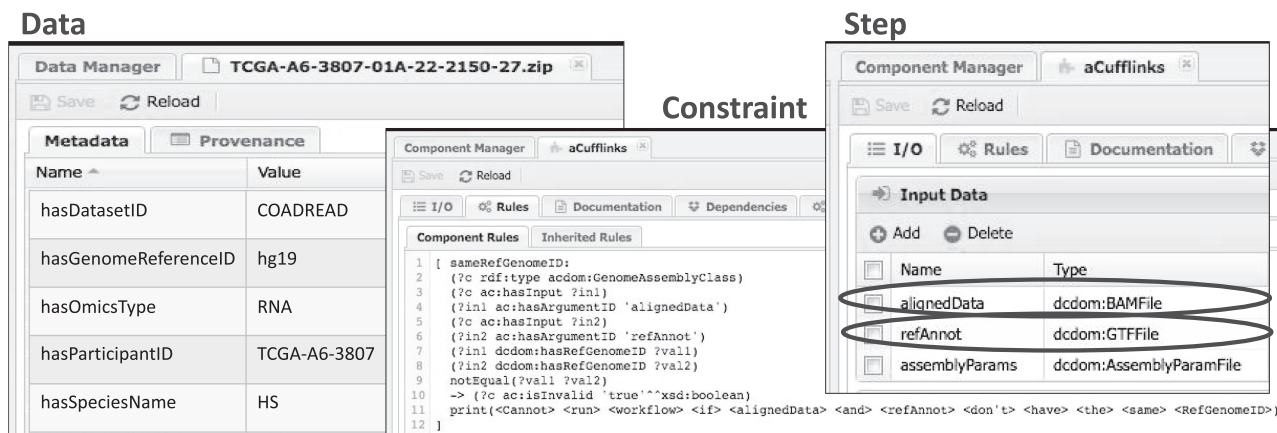 Data
Data Manager TCGA-A6-3807-01A-22-2150-27.zip
Save Reload
Metadata Provenance
Name Value
hasDatasetID COADREAD
hasGenomeReferenceID hg19
hasOmicsType RNA
hasParticipantID TCGA-A6-3807
hasSpeciesName HS
Constraint
Component Manager aCufflinks
Save Reload
I/O Rules Documentation Dependencies
Component Rules Inherited Rules
1 [ sameRefGenomeID:
2 (?c rdf:type acdom:GenomeAssemblyClass)
3 (?c ac:hasInput ?in1)
4 (?in1 ac:hasArgumentID 'alignedData')
5 (?c ac:hasInput ?in2)
6 (?in2 ac:hasArgumentID 'refAnnot')
7 (?in1 dcdom:hasRefGenomeID ?val1)
8 (?in2 dcdom:hasRefGenomeID ?val2)
9 notEqual(?val1 ?val2)
10 -> (?c ac:isInvalid 'true'^^xsd:boolean)
11 print(<Cannot> <run> <workflow> <if> <alignedData> <and> <refAnnot> <don't> <have> <the> <same> <RefGenomeID>)
12 ]
Step
Component Manager aCufflinks
Save Reload
I/O Rules Documentation
Input Data
Add Delete
Name Type
alignedData dcdom:BAMFile
refAnnot dcdom:GTFFile
assemblyParams dcdom:AssemblyParamFile